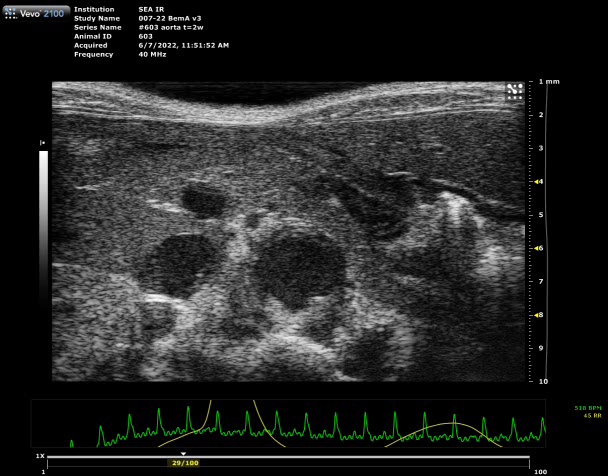 Vevo 2100
Institution SEA IR
Study Name 007-22 BemA v3
Series Name #603 aorta t=2w
Animal ID 603
Acquired 6/7/2022, 11:51:52 AM
Frequency 40 MHz
1 mm
2
3
4
5
6
7
8
9
10
BPM
45 RR
1X
29/100
1
100